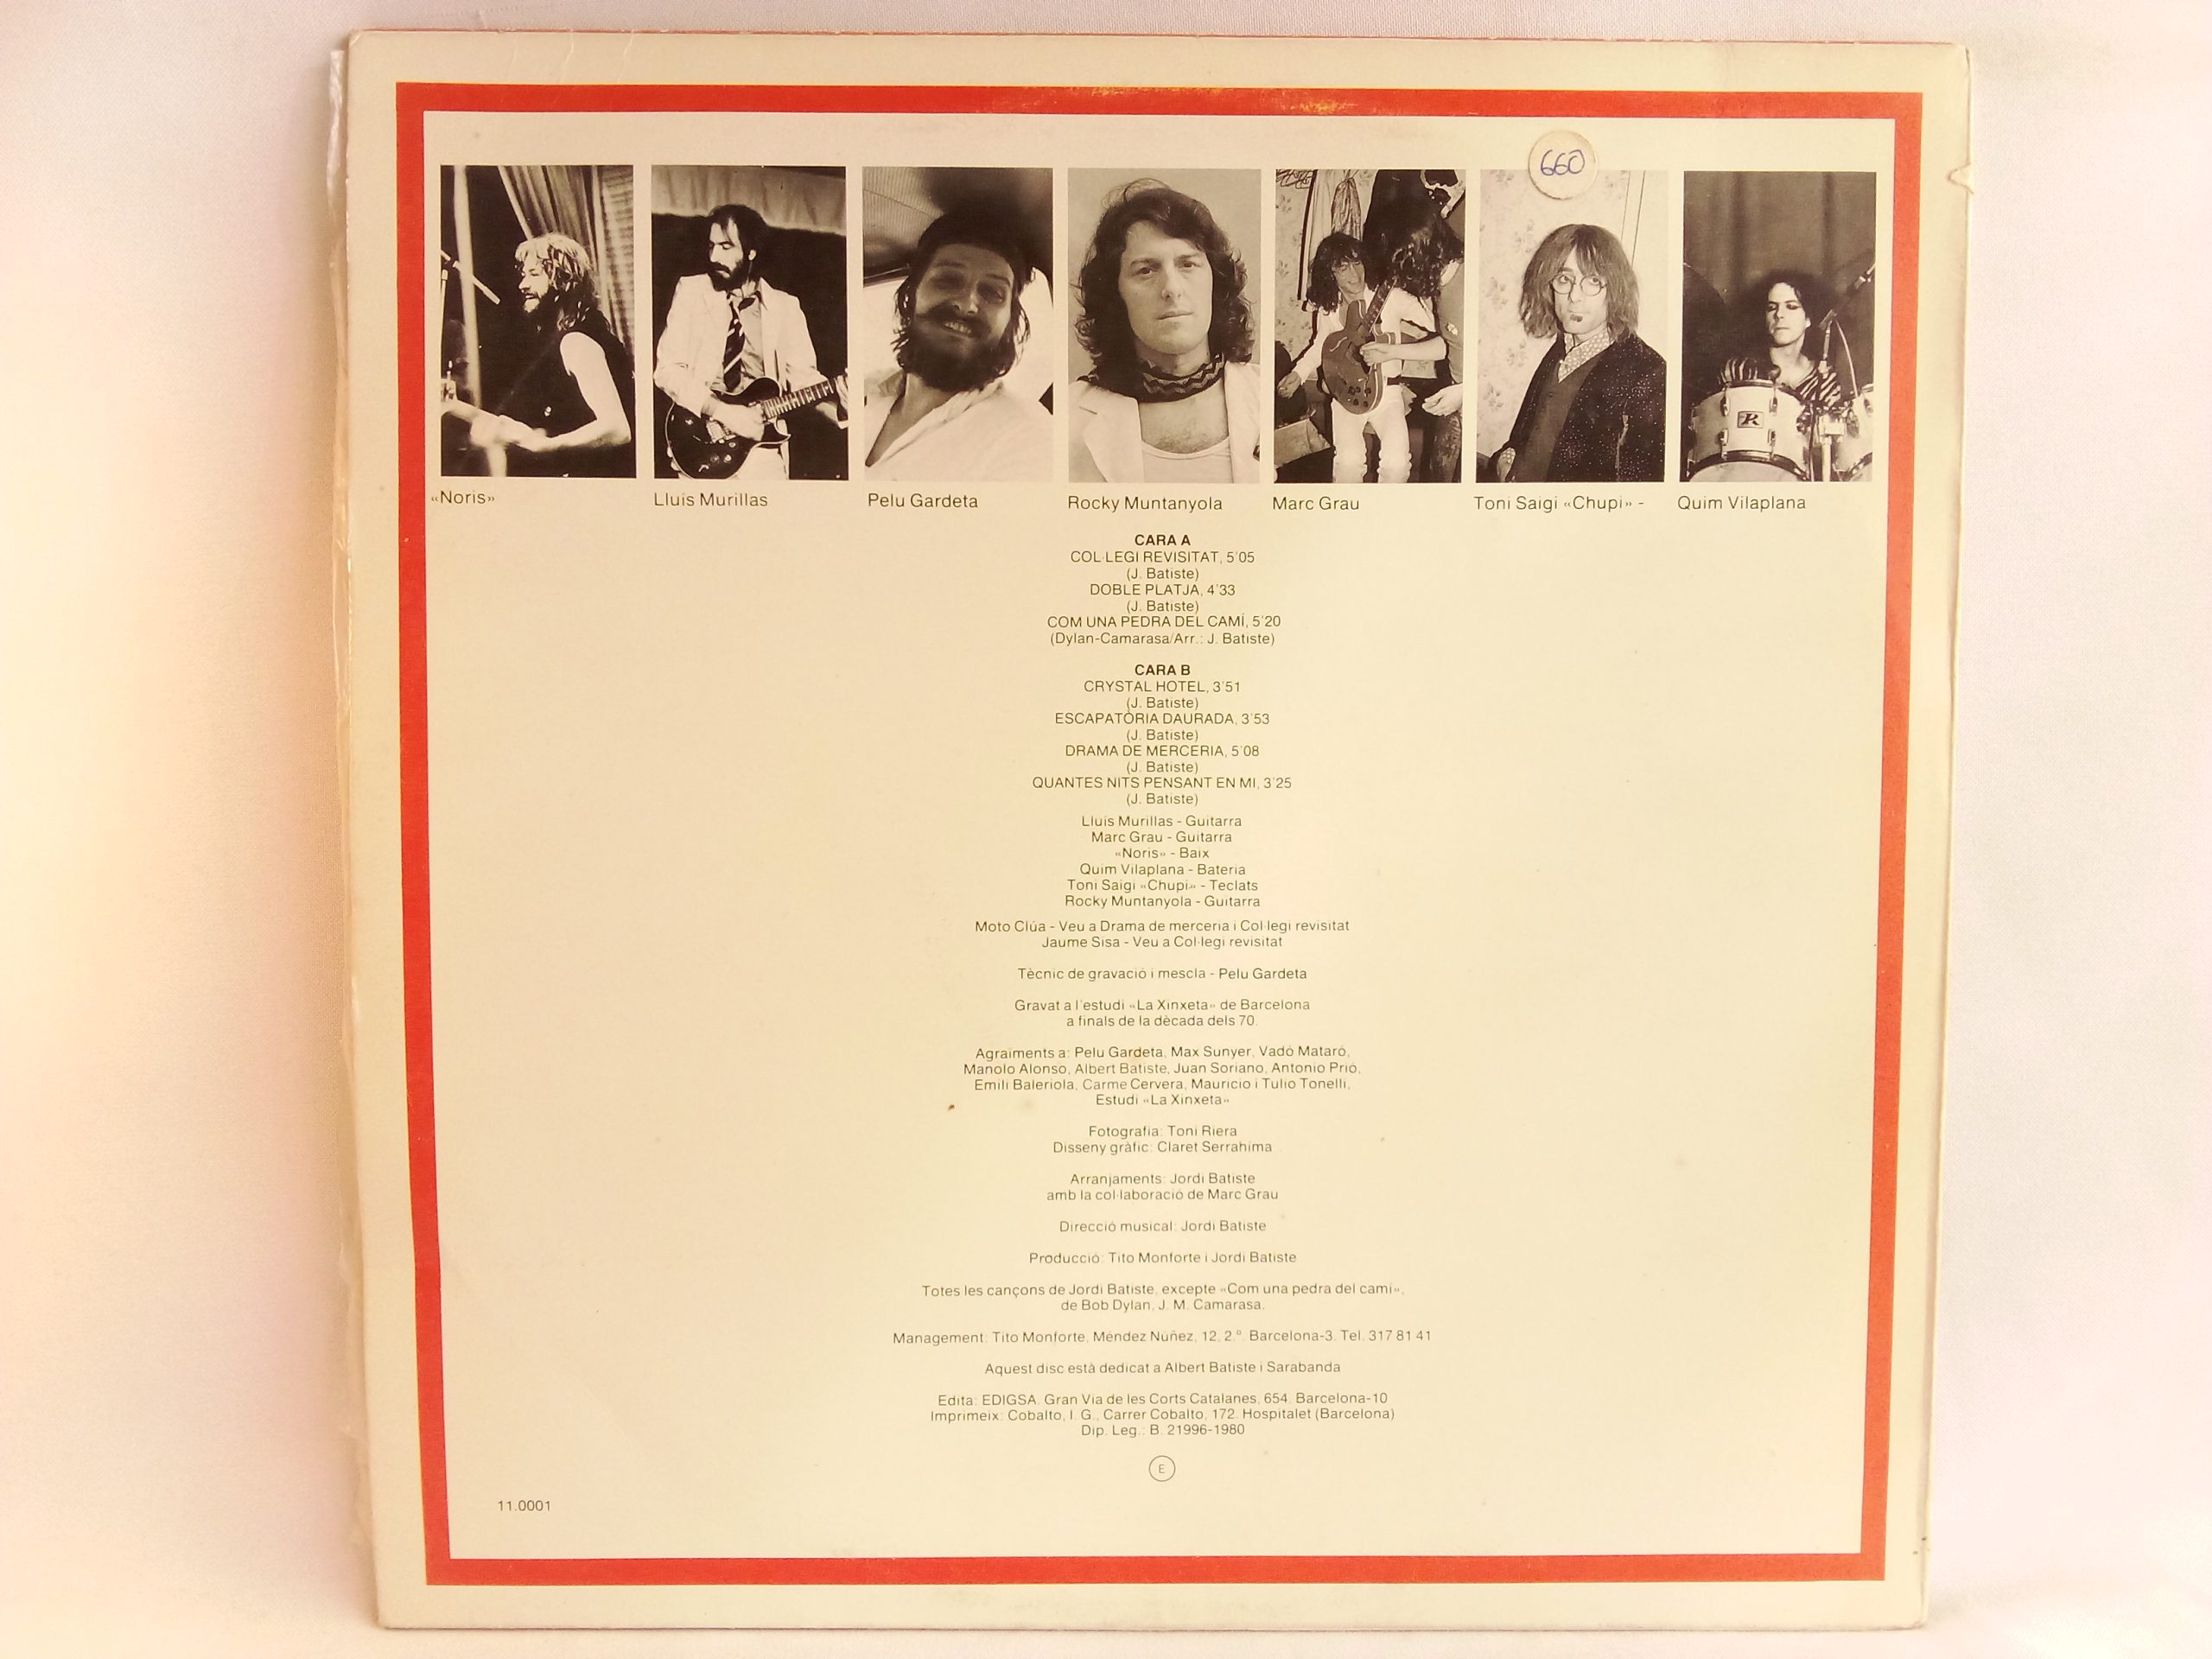 660
«Noris»
Lluís Murillas
Pelu Gardeta
Rocky Muntanyola
Marc Grau
Toni Saigi «Chupi» -
Quim Vilaplana
R
CARA A
COL·LEGI REVISITAT, 5'05
(J. Batiste)
DOBLE PLATJA, 4'33
(J. Batiste)
COM UNA PEDRA DEL CAMÍ, 5'20
(Dylan-Camarasa/Arr.: J. Batiste)
CARA B
CRYSTAL HOTEL, 3'51
(J. Batiste)
ESCAPATÒRIA DAURADA, 3'53
(J. Batiste)
DRAMA DE MERCERIA, 5'08
(J. Batiste)
QUANTES NITS PENSANT EN MI, 3'25
(J. Batiste)
Lluís Murillas - Guitarra
Marc Grau - Guitarra
«Noris» - Baix
Quim Vilaplana - Bateria
Toni Saigi «Chupi» - Teclats
Rocky Muntanyola - Guitarra
Moto Clúa - Veu a Drama de merceria i Col·legi revisitat
Jaume Sisa - Veu a Col·legi revisitat
Tècnic de gravació i mescla - Pelu Gardeta
Gravat a l'estudi «La Xinxeta» de Barcelona
a finals de la dècada dels 70.
Agraïments a: Pelu Gardeta, Max Sunyer, Vadó Mataró,
Manolo Alonso, Albert Batiste, Juan Soriano, Antonio Prió,
Emili Baleriola, Carme Cervera, Mauricio i Tulio Tonelli,
Estudi «La Xinxeta»
Fotografia: Toni Riera
Disseny gràfic: Claret Serrahima
Arranjaments: Jordi Batiste
amb la col·laboració de Marc Grau
Direcció musical: Jordi Batiste
Producció: Tito Monforte i Jordi Batiste
Totes les cançons de Jordi Batiste, excepte «Com una pedra del camí»,
de Bob Dylan, J. M. Camarasa.
Management: Tito Monforte, Méndez Núñez, 12, 2.º. Barcelona-3. Tel. 317 81 41
Aquest disc està dedicat a Albert Batiste i Sarabanda
Edita: EDIGSA. Gran Via de les Corts Catalanes, 654. Barcelona-10
Imprimeix: Cobalto, I. G., Carrer Cobalto, 172. Hospitalet (Barcelona)
Dip. Leg.: B. 21996-1980
E
11.0001